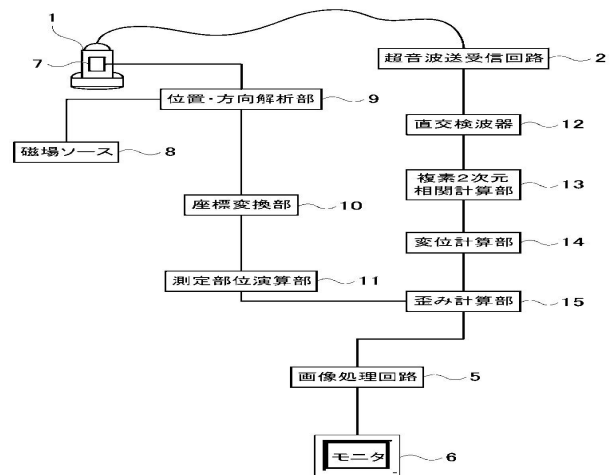 1
7
超音波送受信回路
2
位置・方向解析部
9
磁場ソース
8
直交検波器
12
複素2次元
相関計算部
13
座標変換部
10
変位計算部
14
測定部位演算部
11
歪み計算部
15
画像処理回路
5
モニタ
6